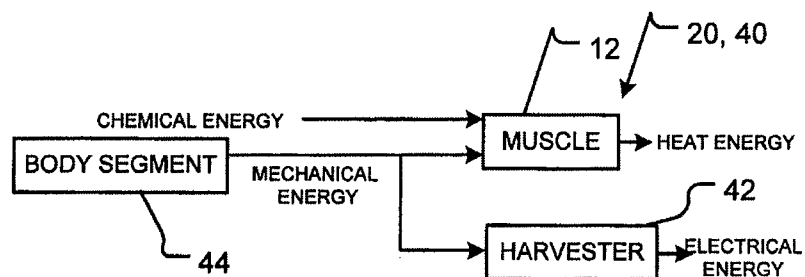 20, 40
12
CHEMICAL ENERGY
MUSCLE
HEAT ENERGY
BODY SEGMENT
MECHANICAL
ENERGY
42
44
HARVESTER
ELECTRICAL
ENERGY